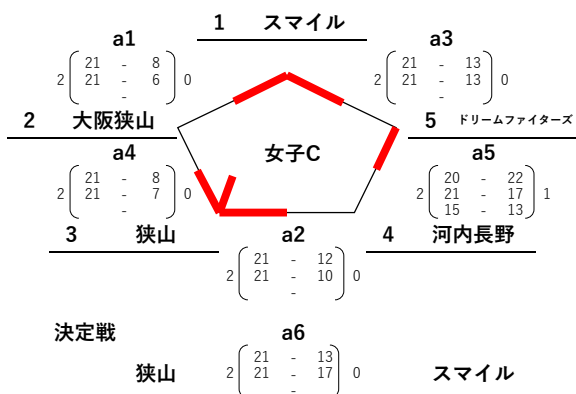 1 スマイル
a1
2 21 - 8 0
21 - 6
-
a3
2 21 - 13 0
21 - 13
-
2 大阪狭山
5 ドリームファイターズ
女子C
a4
2 21 - 8 0
21 - 7
-
a5
2 20 - 22 1
21 - 17
15 - 13
3 狭山
4 河内長野
a2
2 21 - 12 0
21 - 10
-
決定戦
a6
狭山 2 21 - 13 0 スマイル
21 - 17
-